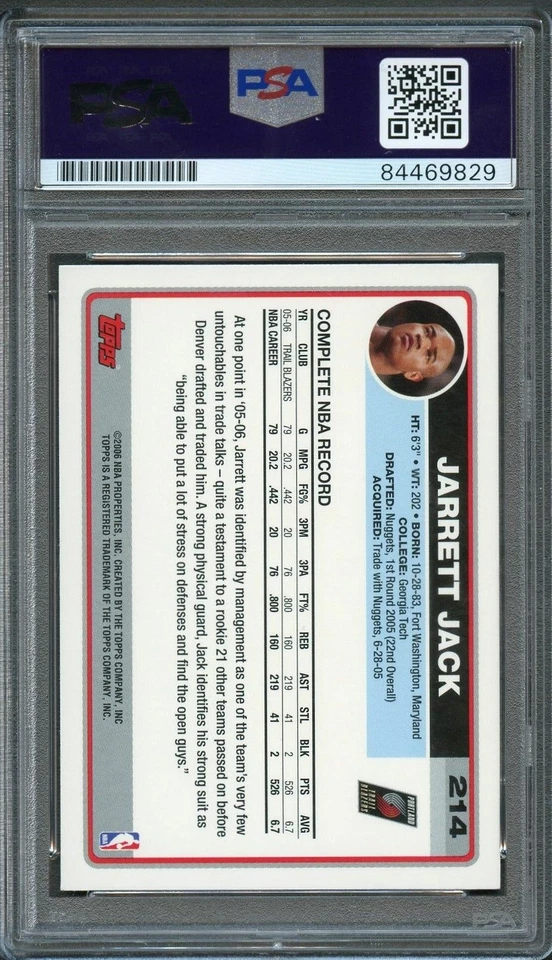 PSA
PSA
84469829
JARRETT JACK
214
HT: 6'3" • WT: 202 • BORN: 10-28-83, Fort Washington, Maryland
COLLEGE: Georgia Tech
DRAFTED: Nuggets, 1st Round 2005 (22nd Overall)
ACQUIRED: Trade with Nuggets, 6-28-05
PORTLAND
TRAIL BLAZERS
COMPLETE NBA RECORD
YR CLUB G MPG FG% 3PM 3PA FT% REB AST STL BLK PTS AVG
05-06 TRAIL BLAZERS 79 20.2 .442 20 76 .800 160 219 41 2 526 6.7
NBA CAREER 79 20.2 .442 20 76 .800 160 219 41 2 526 6.7
At one point in '05-06, Jarrett was identified by management as one of the team's very few
untouchables in trade talks – quite a testament to a rookie 21 other teams passed on before
Denver drafted and traded him. A strong physical guard, Jack identifies his strong suit as
"being able to put a lot of stress on defenses and find the open guys."
Topps®
©2006 NBA PROPERTIES, INC. CREATED BY THE TOPPS COMPANY, INC
TOPPS IS A REGISTERED TRADEMARK OF THE TOPPS COMPANY, INC.
NBA
PSA